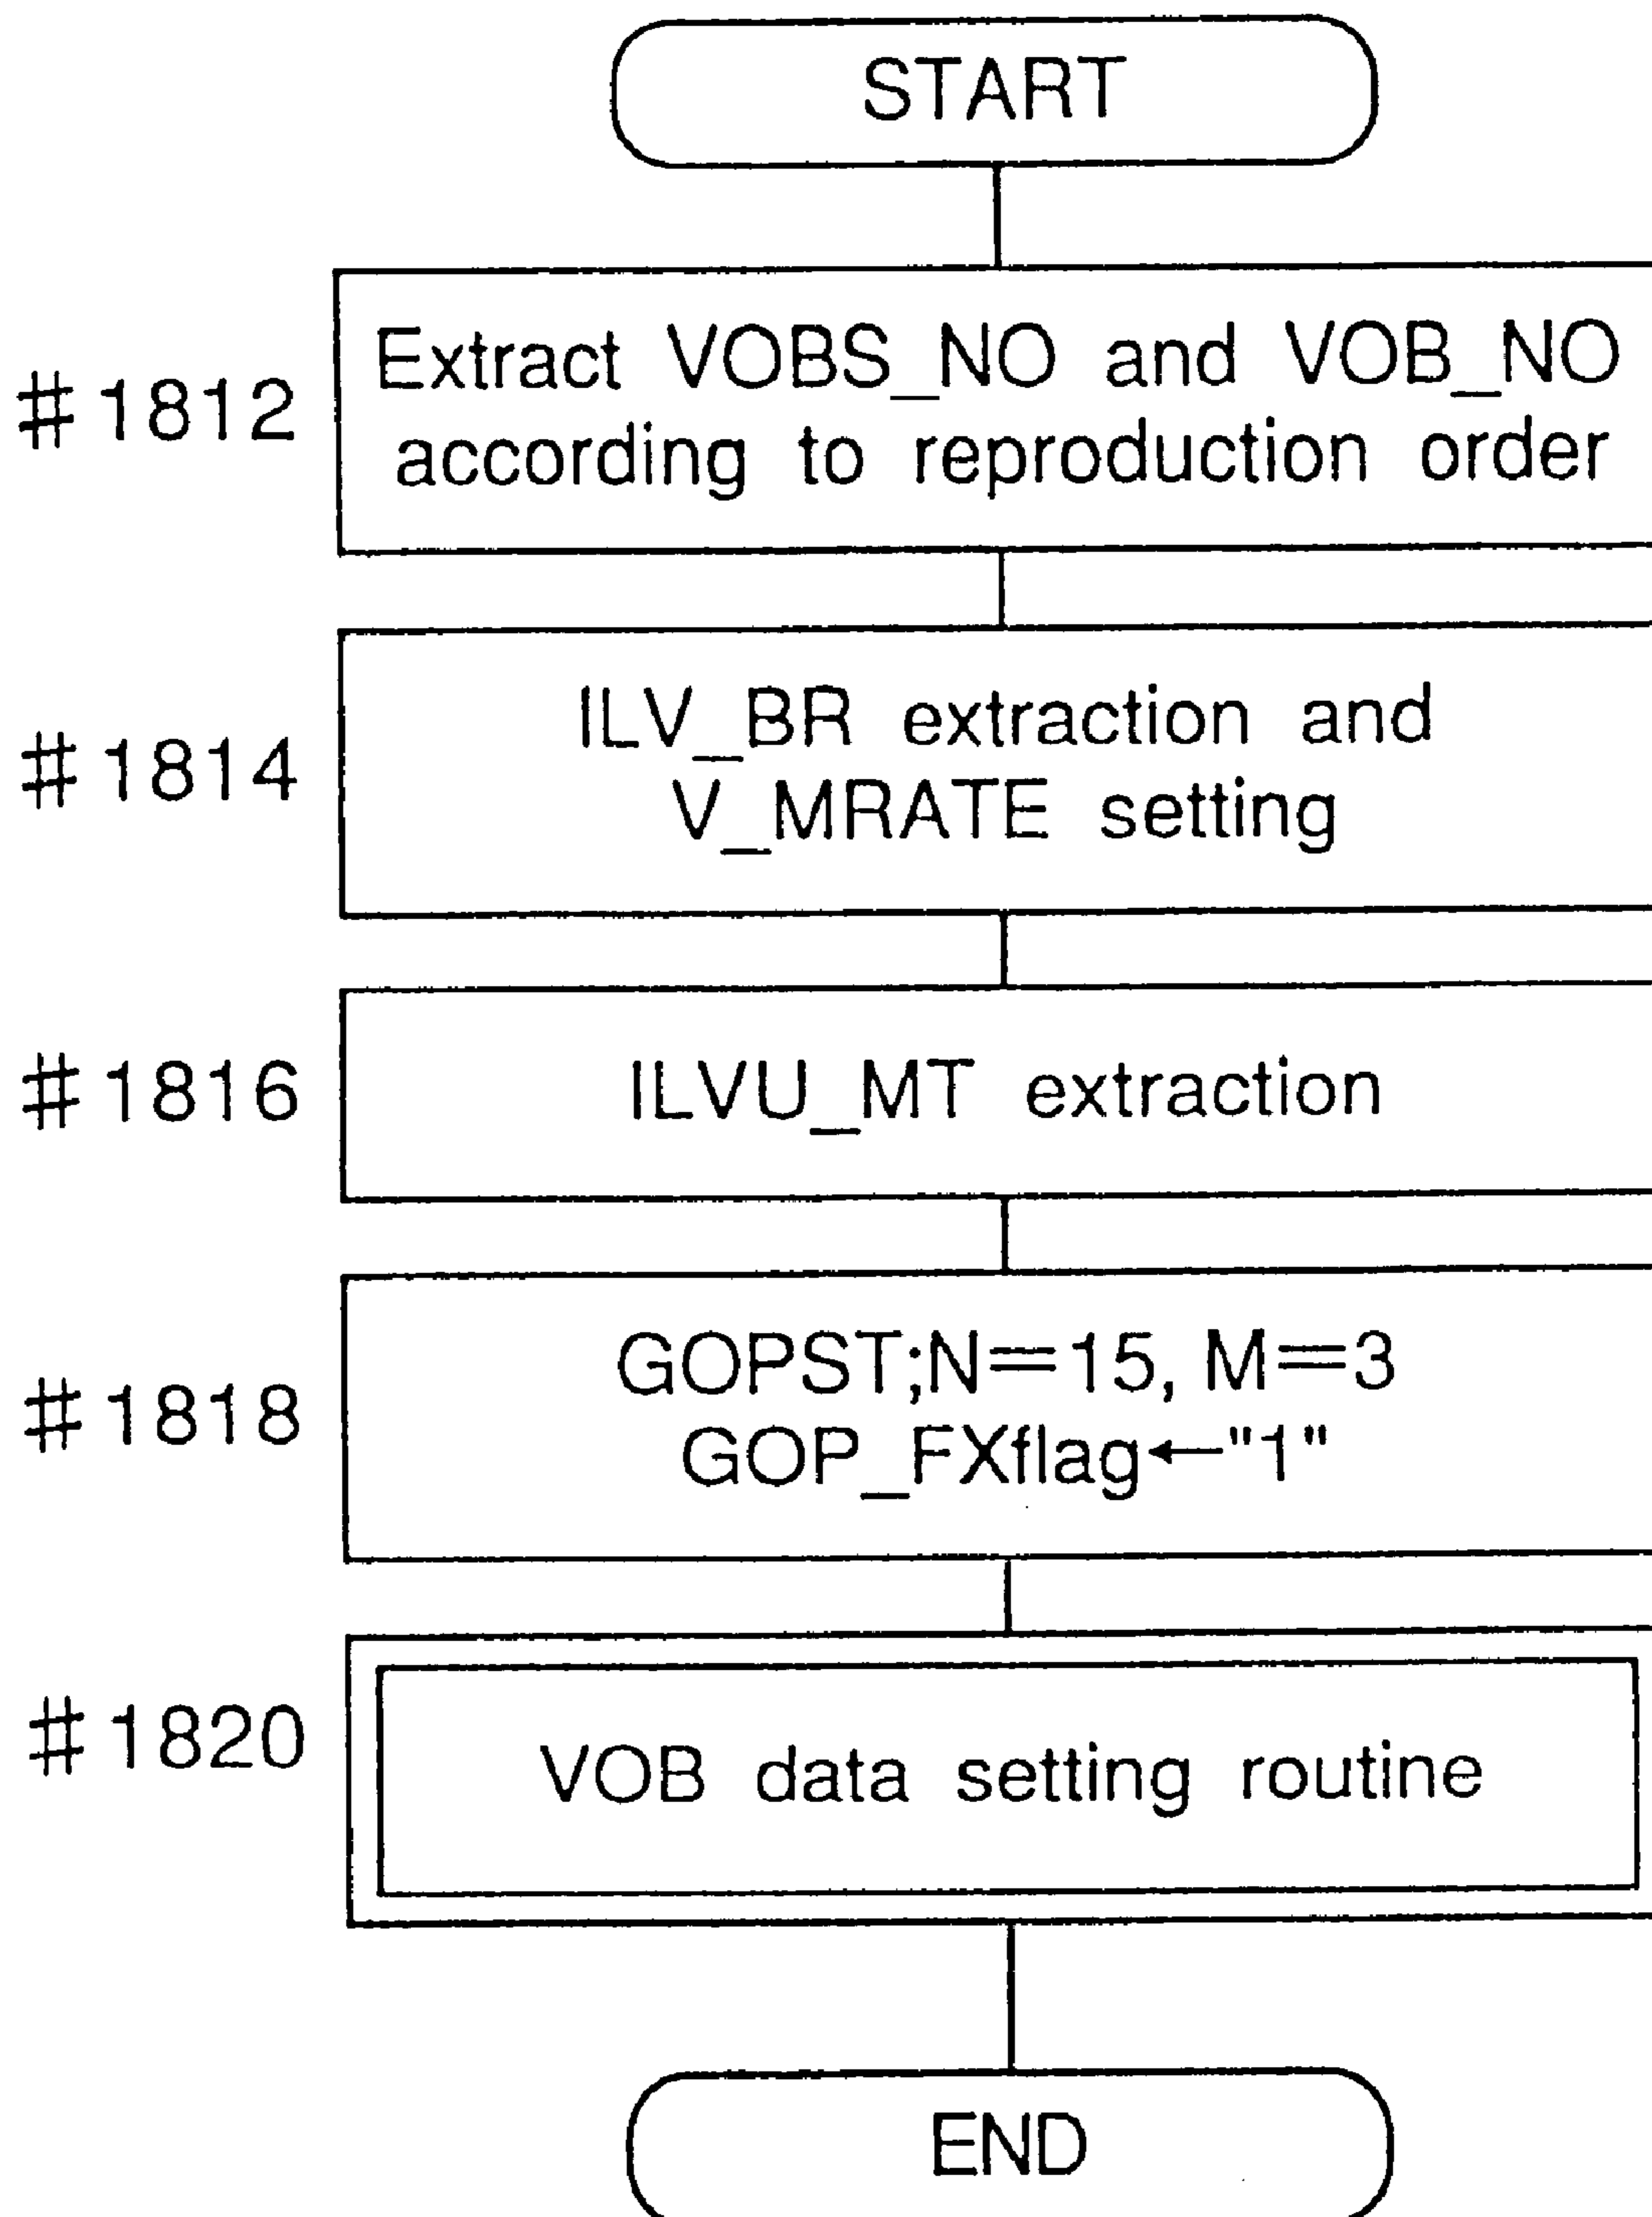 START
#1812
Extract VOBS_NO and VOB_NO
according to reproduction order
#1814
ILV_BR extraction and
V_MRATE setting
#1816
ILVU_MT extraction
#1818
GOPST;N=15, M=3
GOP_FXflag←"1"
#1820
VOB data setting routine
END